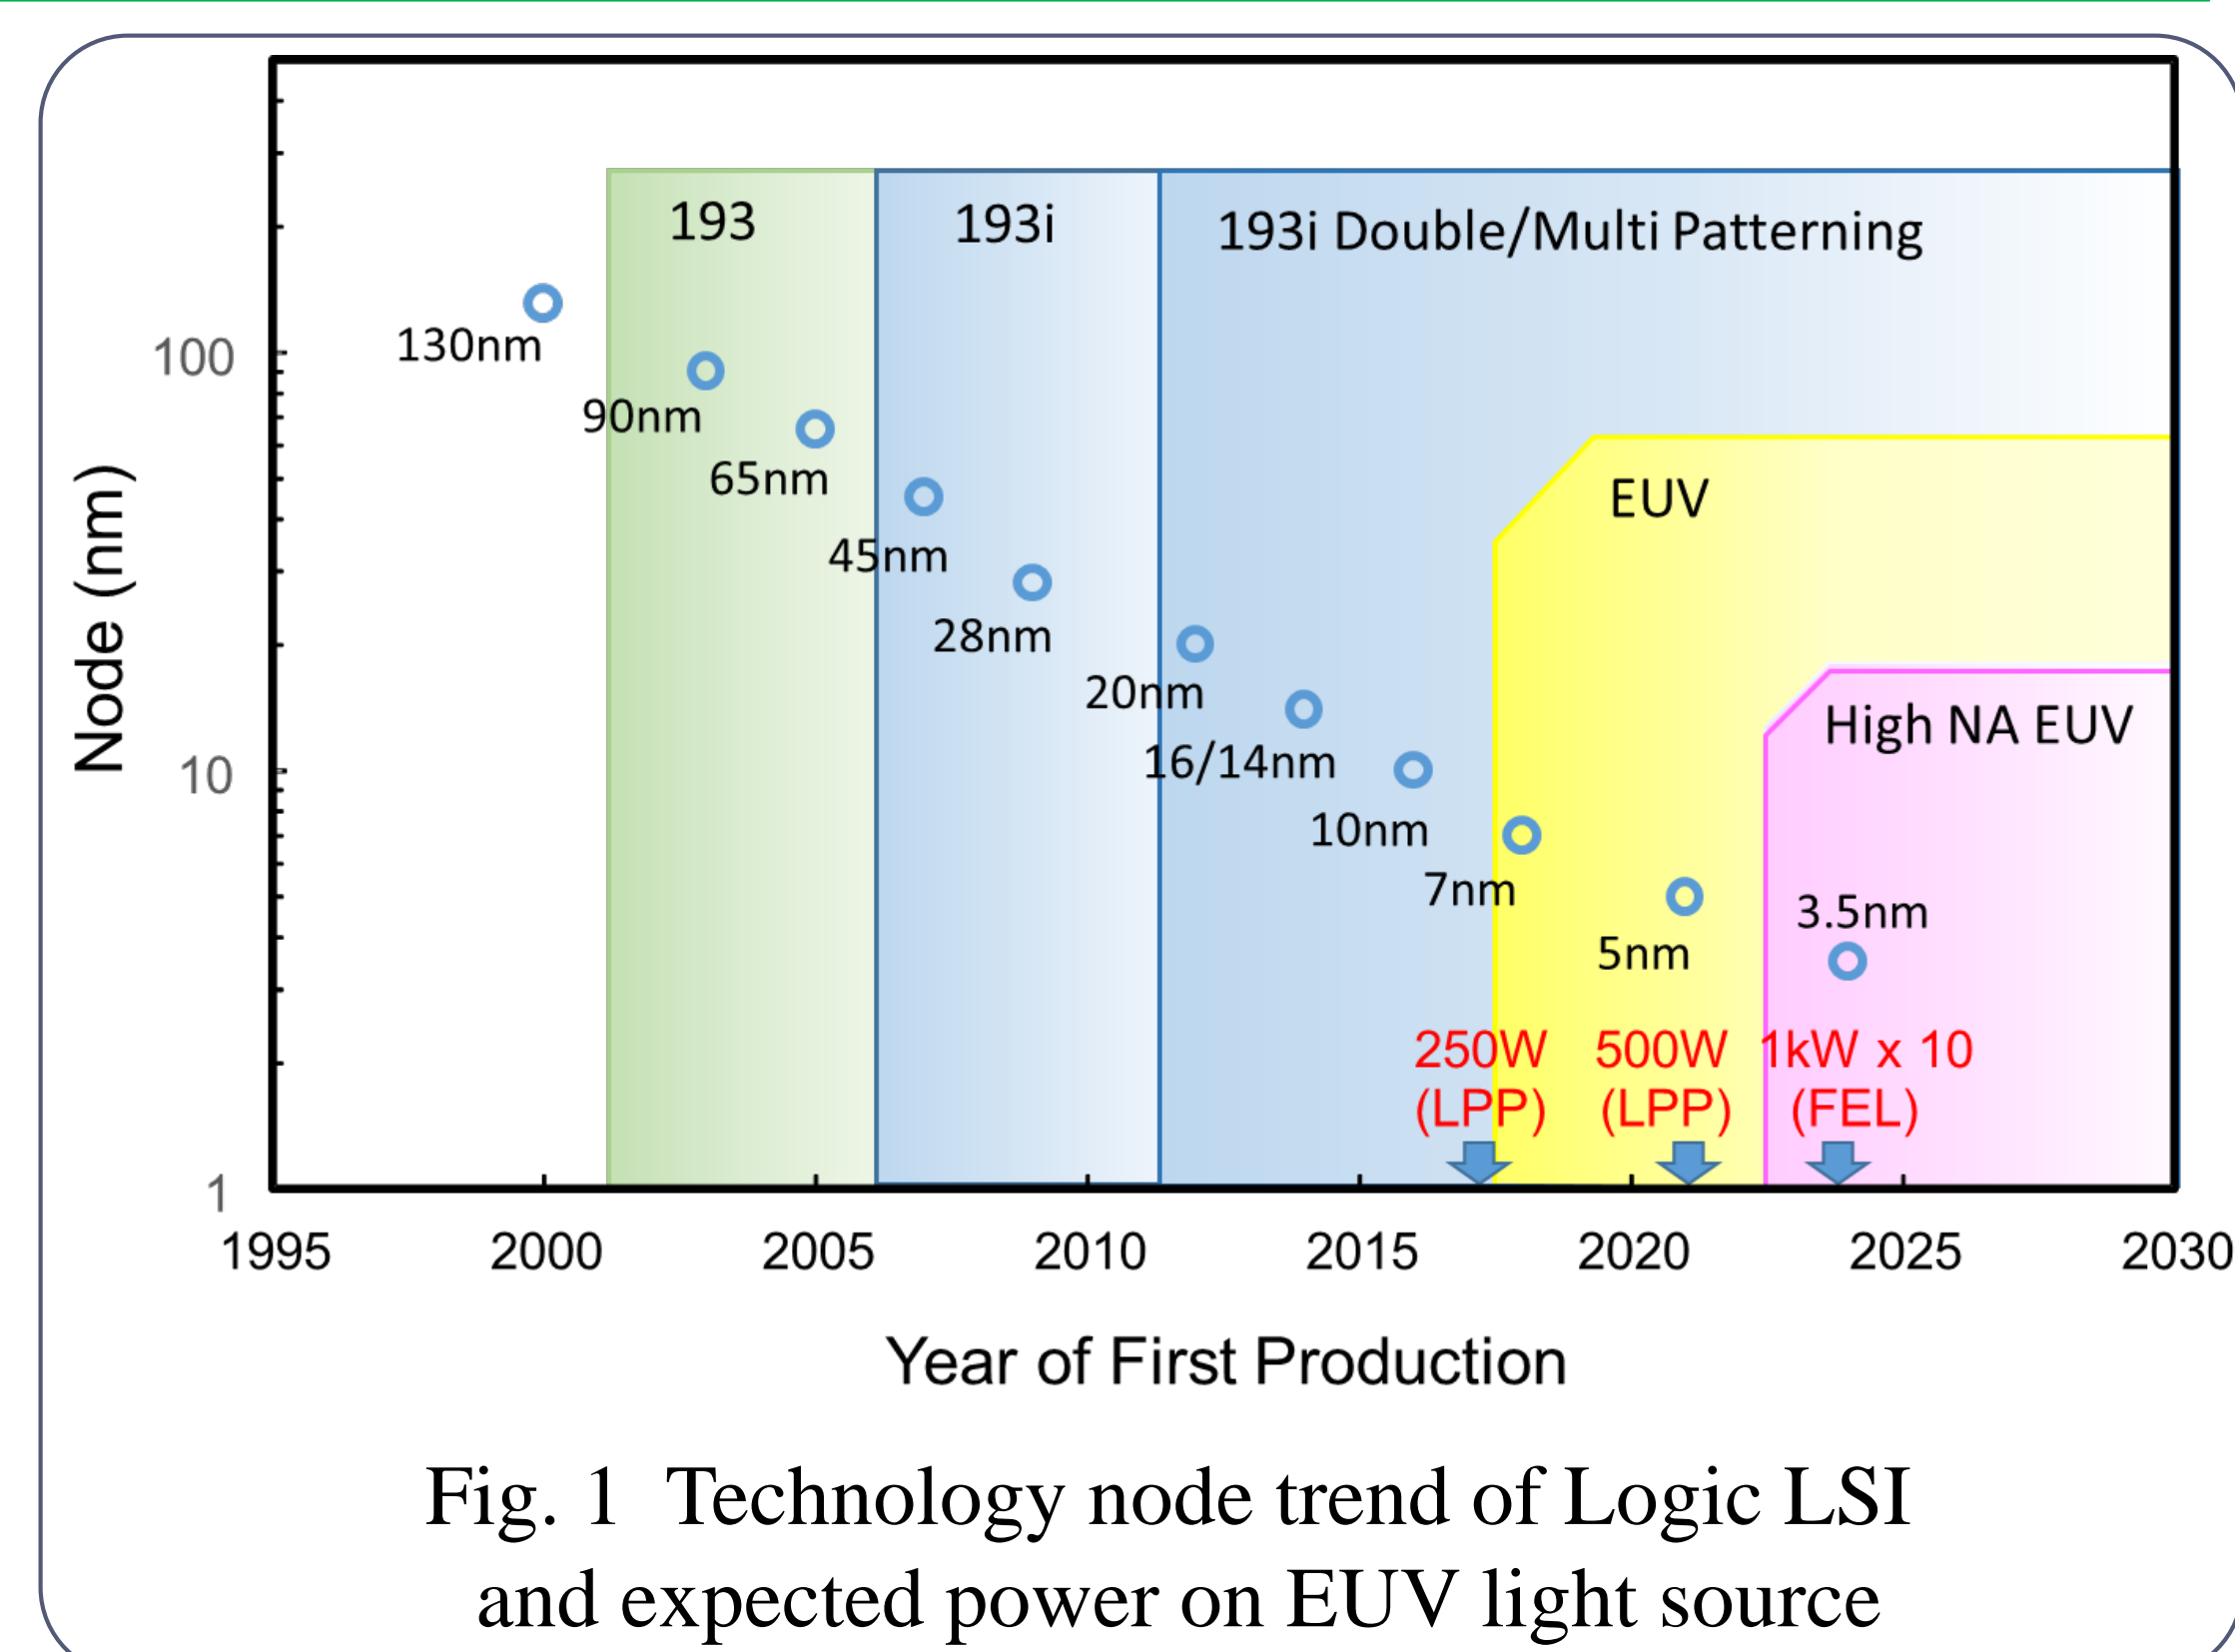 193
193i
193i Double/Multi Patterning
130nm
100
90nm
65nm
EUV
45nm
28nm
20nm
High NA EUV
16/14nm
10
10nm
7nm
3.5nm
5nm
Node (nm)
250W
(LPP)
500W
(LPP)
1kW x 10
(FEL)
1
1995 2000 2005 2010 2015 2020 2025 2030
Year of First Production
Fig. 1 Technology node trend of Logic LSI
and expected power on EUV light source